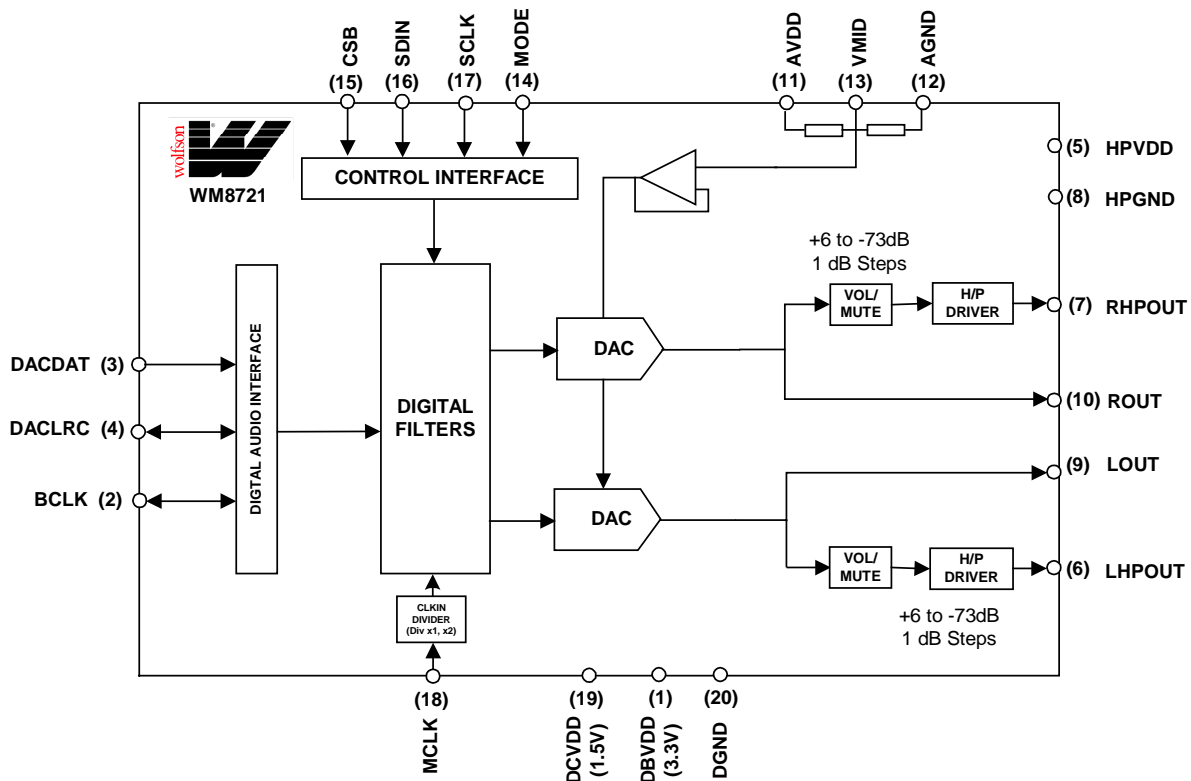 CSB
SDIN
SCLK
MODE
AVDD
VMID
AGND
(15)
(16)
(17)
(14)
(11)
(13)
(12)
wolfson
WM8721
CONTROL INTERFACE
(5) HPVDD
(8) HPGND
+6 to -73dB
1 dB Steps
VOL/
MUTE
H/P
DRIVER
(7) RHPOUT
DACDAT (3)
DACLRC (4)
BCLK (2)
DIGTAL AUDIO INTERFACE
DIGITAL
FILTERS
DAC
(10) ROUT
(9) LOUT
DAC
VOL/
MUTE
H/P
DRIVER
(6) LHPOUT
+6 to -73dB
1 dB Steps
CLKIN
DIVIDER
(Div x1, x2)
(18)
(19)
(1)
(20)
MCLK
DCVDD
(1.5V)
DBVDD
(3.3V)
DGND